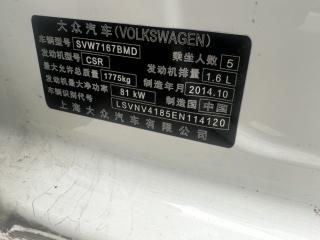 大众汽车(VOLKSWAGEN)
车辆型号 SVW7167BMD 乘坐人数 5
发动机型号 CSR 发动机排量 1.6 L
最大允许总质量 1775kg 制造年月 2014.10
发动机最大净功率 81 kW 制造国 中国
车辆识别代号 LSVNV4185EN114120
上海大众汽车有限公司